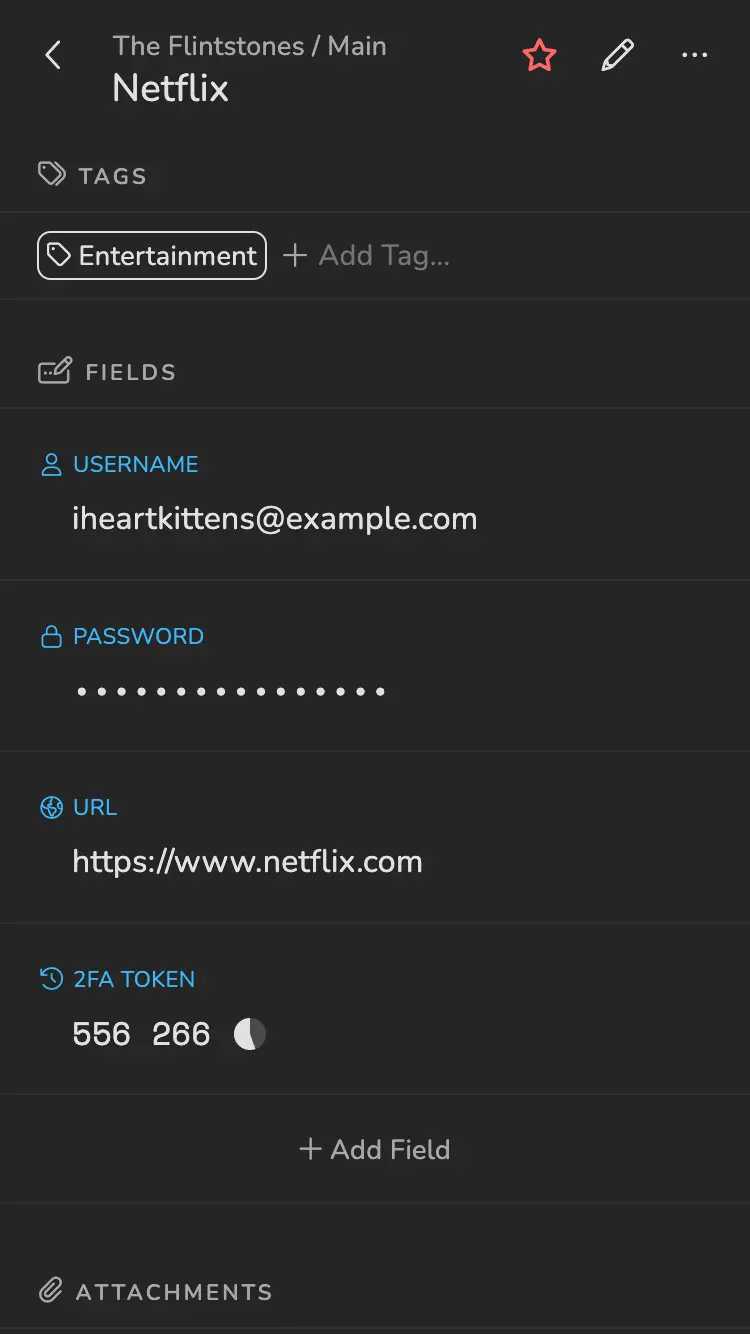 The Flintstones / Main
Netflix
TAGS
Entertainment + Add Tag...
FIELDS
USERNAME
iheartkittens@example.com
PASSWORD
••••••••••••••••
URL
https://www.netflix.com
2FA TOKEN
556 266
+ Add Field
ATTACHMENTS